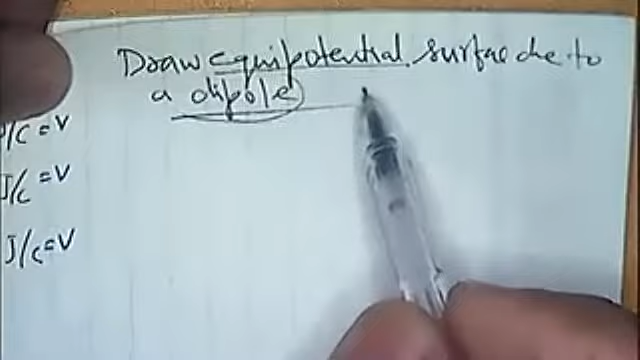 Draw equipotential surface due to
a dipole
/C = V
J/C = V
J/C = V